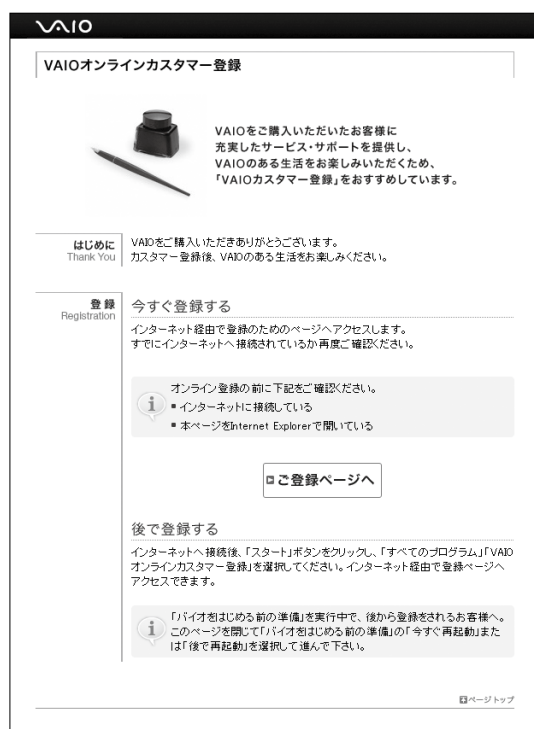 VAIO
VAIOオンラインカスタマー登録
VAIOをご購入いただいたお客様に
充実したサービス・サポートを提供し、
VAIOのある生活をお楽しみいただくため、
「VAIOカスタマー登録」をおすすめしています。
はじめに
Thank You
VAIOをご購入いただきありがとうございます。
カスタマー登録後、VAIOのある生活をお楽しみください。
登録
Registration
今すぐ登録する
インターネット経由で登録のためのページへアクセスします。
すでにインターネットへ接続されているか再度ご確認ください。
オンライン登録の前に下記をご確認ください。
■ インターネットに接続している
■ 本ページをInternet Explorerで開いている
ご登録ページへ
後で登録する
インターネットへ接続後、「スタート」ボタンをクリックし、「すべてのプログラム」「VAIO
オンラインカスタマー登録」を選択してください。インターネット経由で登録ページへ
アクセスできます。
「バイオをはじめる前の準備」を実行中で、後から登録をされるお客様へ。
このページを閉じて「バイオをはじめる前の準備」の「今すぐ再起動」また
は「後で再起動」を選択して進んで下さい。
ページトップ